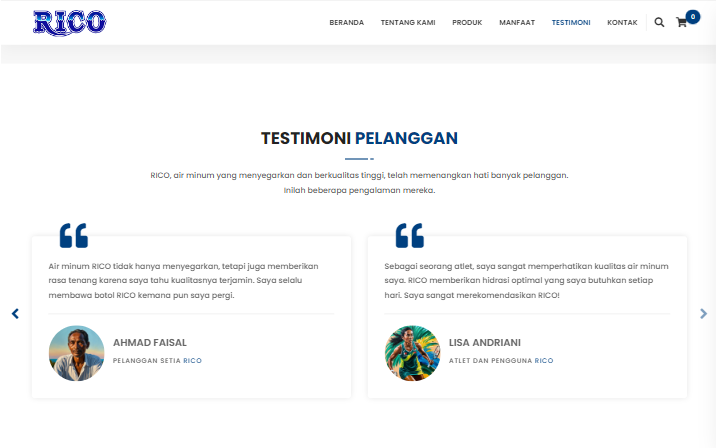 RICO
BERANDA TENTANG KAMI PRODUK MANFAAT TESTIMONI KONTAK 0
TESTIMONI PELANGGAN
RICO, air minum yang menyegarkan dan berkualitas tinggi, telah memenangkan hati banyak pelanggan.
Inilah beberapa pengalaman mereka.
Air minum RICO tidak hanya menyegarkan, tetapi juga memberikan
rasa tenang karena saya tahu kualitasnya terjamin. Saya selalu
membawa botol RICO kemana pun saya pergi.
AHMAD FAISAL
PELANGGAN SETIA RICO
Sebagai seorang atlet, saya sangat memperhatikan kualitas air minum
saya. RICO memberikan hidrasi optimal yang saya butuhkan setiap
hari. Saya sangat merekomendasikan RICO!
LISA ANDRIANI
ATLET DAN PENGGUNA RICO